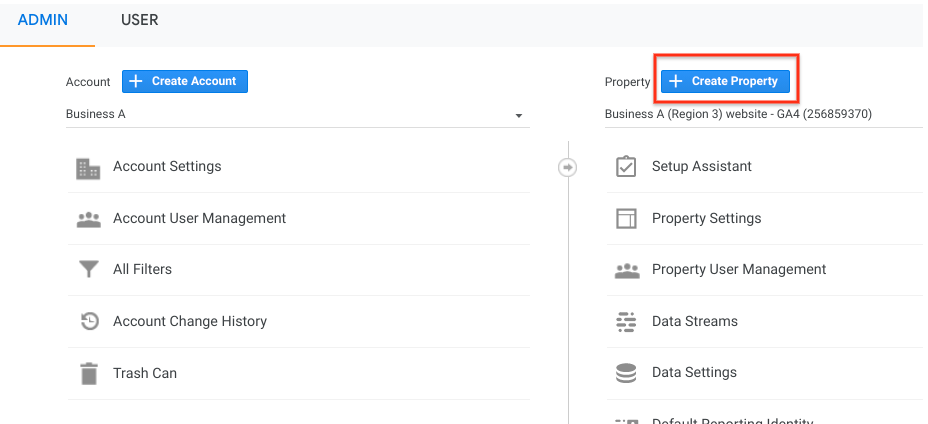 ADMIN USER
Account + Create Account
Business A
Account Settings
Account User Management
All Filters
Account Change History
Trash Can
Property + Create Property
Business A (Region 3) website - GA4 (256859370)
Setup Assistant
Property Settings
Property User Management
Data Streams
Data Settings
Default Reporting Identity